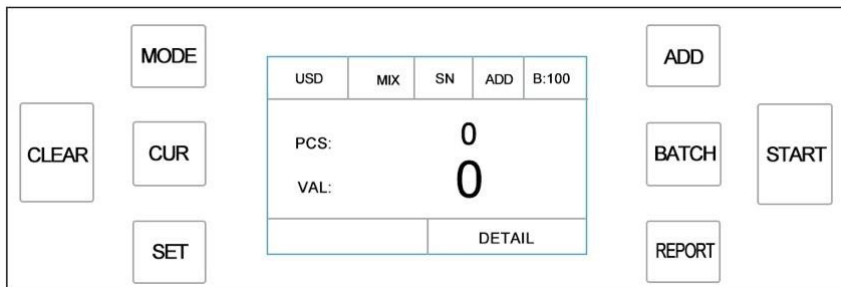 MODE
CLEAR
CUR
SET
USD MIX SN ADD B:100
PCS: 0
VAL: 0
DETAIL
ADD
BATCH
START
REPORT